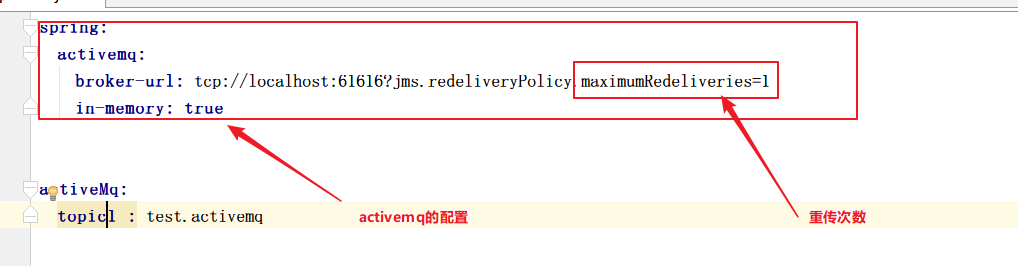 spring:
activemq:
broker-url: tcp://localhost:61616?jms.redeliveryPolicy.maximumRedeliveries=1
in-memory: true
activeMq:
topic1 : test.activemq
activemq的配置
重传次数